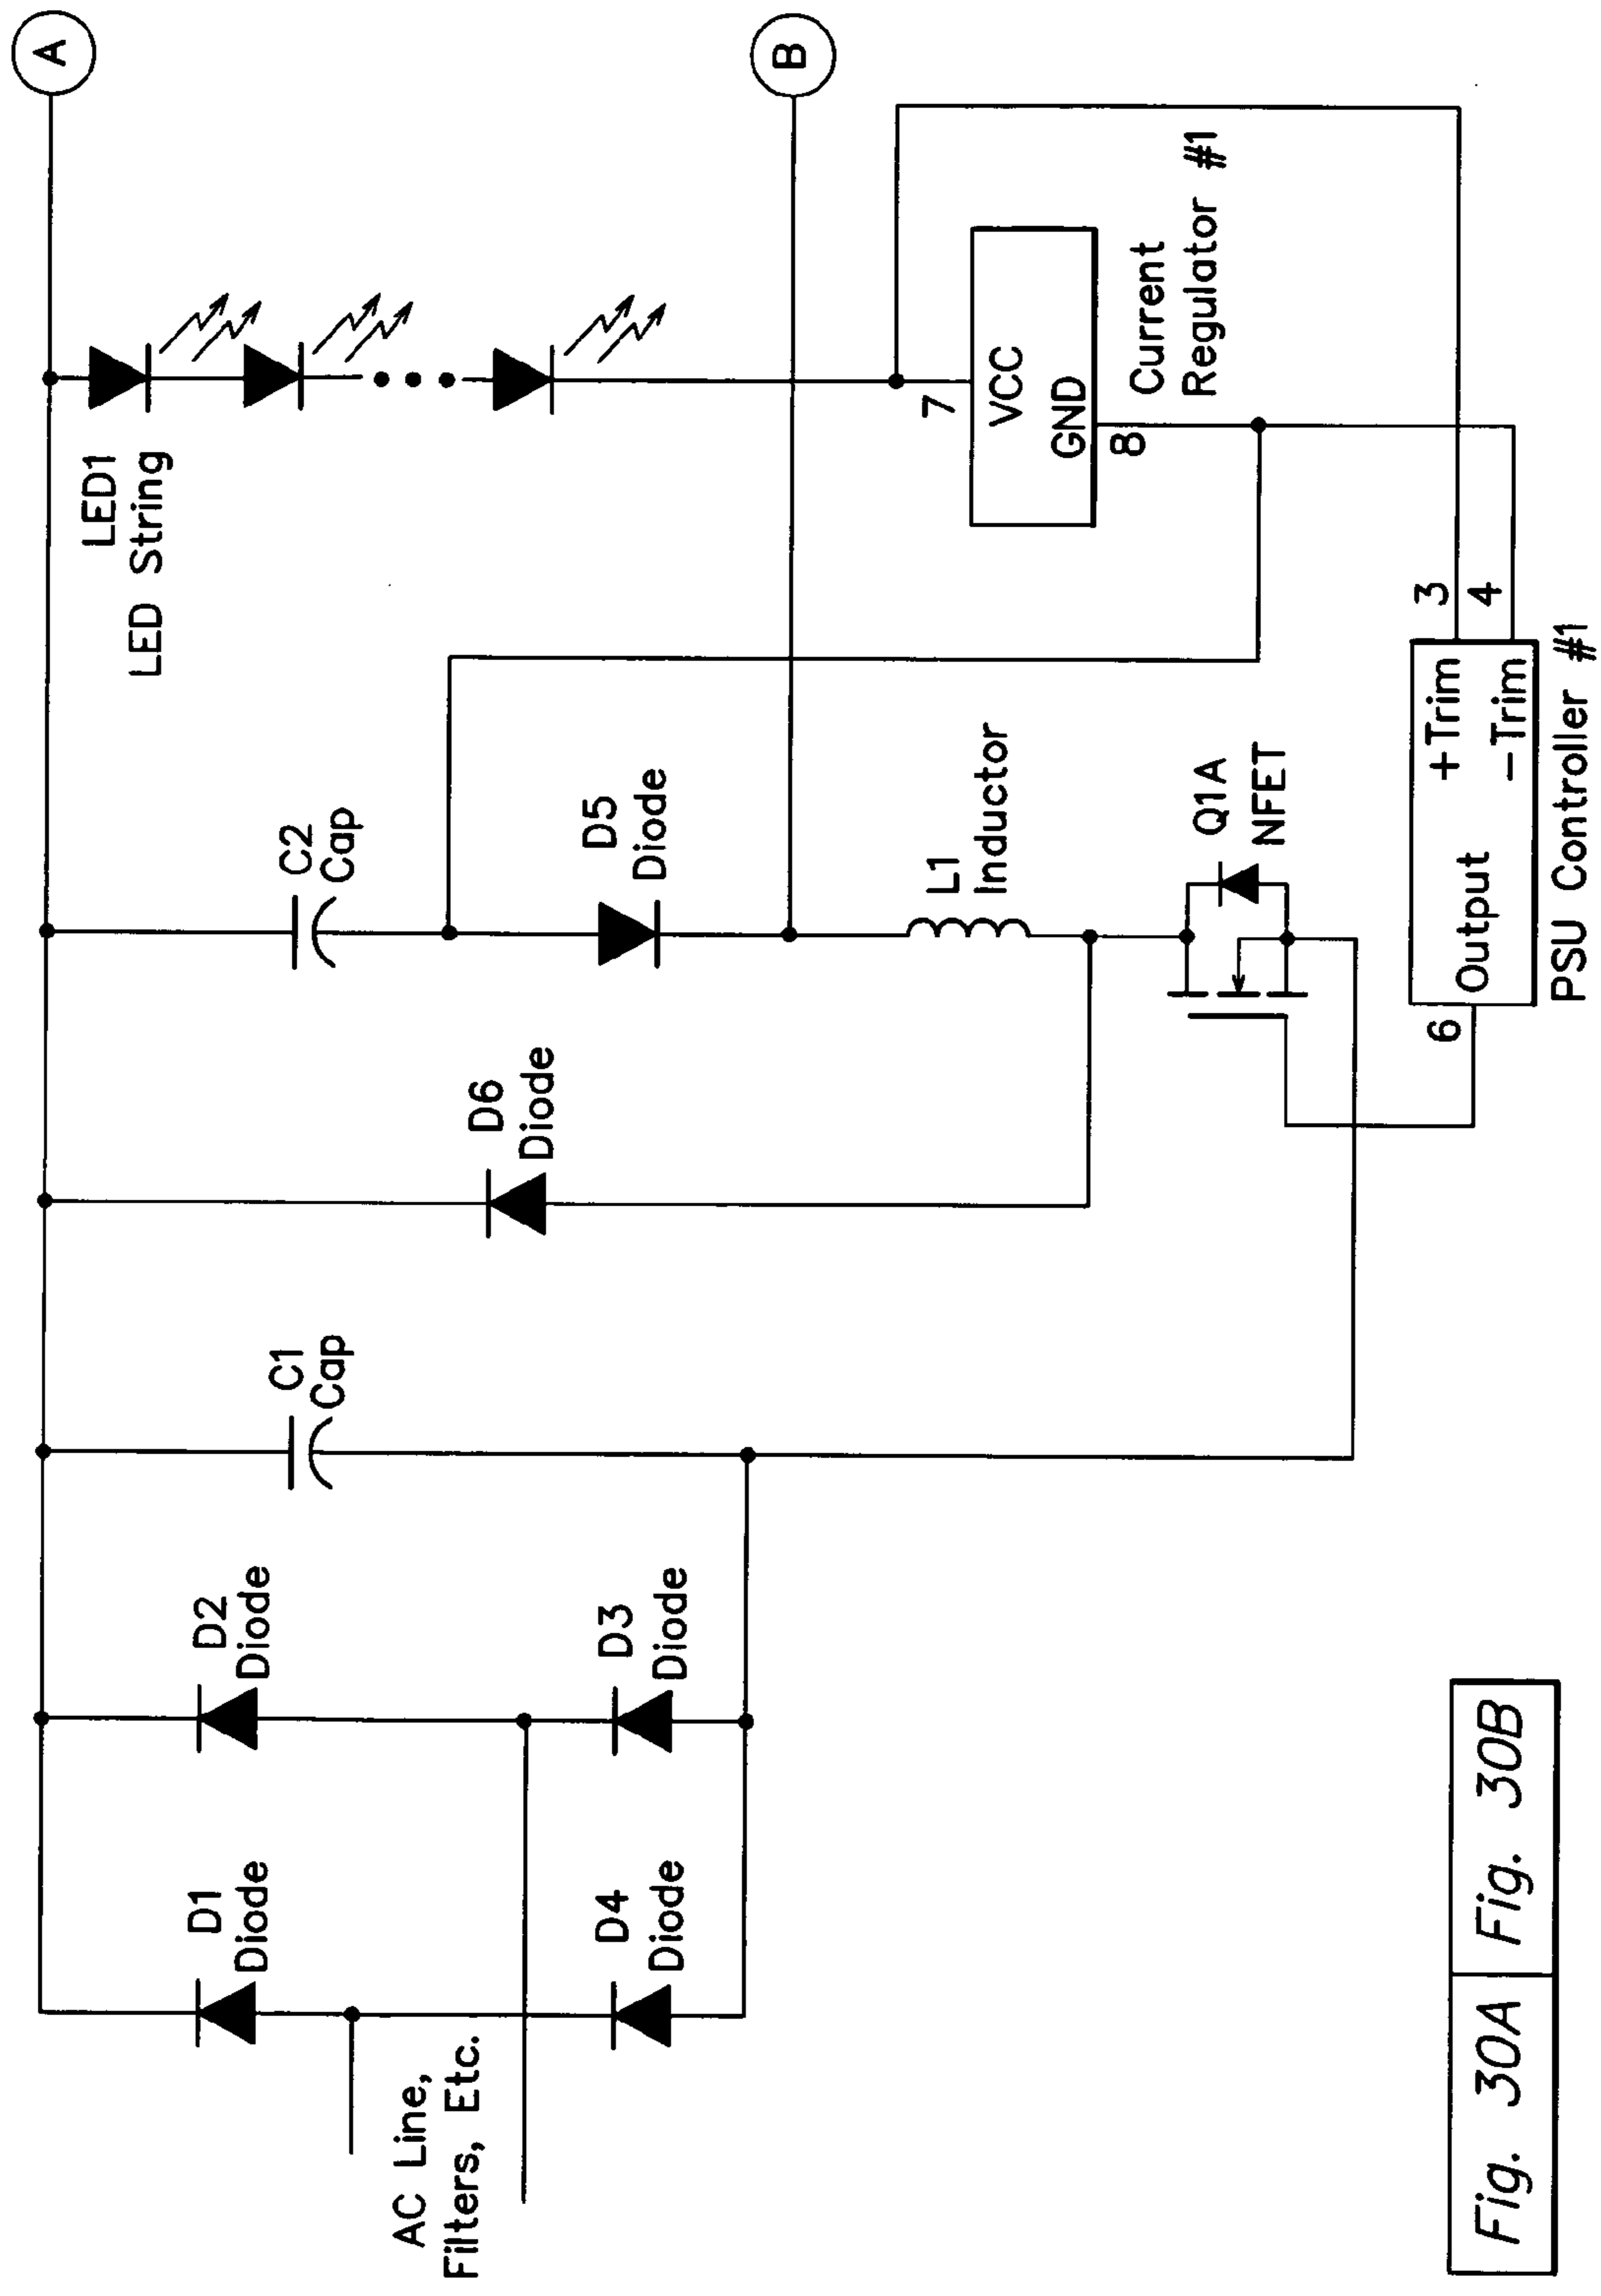 A
LED1
LED String
C2
Cap
D6
Diode
C1
Cap
D2
Diode
D1
Diode
AC Line,
Filters, Etc.
D3
Diode
D4
Diode
D5
Diode
B
L1
Inductor
7
VCC
GND
8
Current
Regulator #1
Q1A
NFET
6
Output
+Trim
-Trim
3
4
PSU Controller #1
Fig. 30A
Fig. 30B